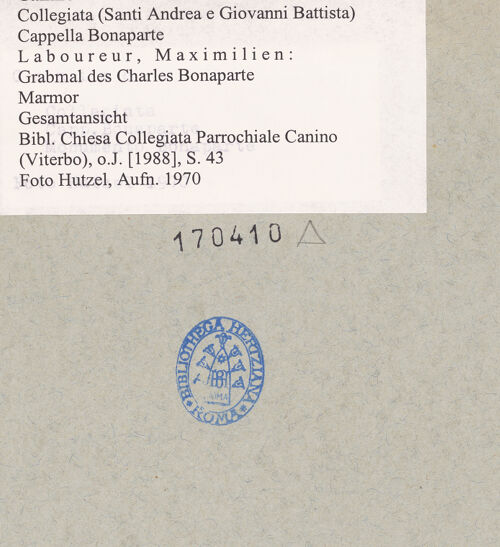 Collegiata (Santi Andrea e Giovanni Battista)
Cappella Bonaparte
Laboureur, Maximilien:
Grabmal des Charles Bonaparte
Marmor
Gesamtansicht
Bibl. Chiesa Collegiata Parrochiale Canino
(Viterbo), o.J. [1988], S. 43
Foto Hutzel, Aufn. 1970
170410
BIBLIOTHECA HERTZIANA
ROMA